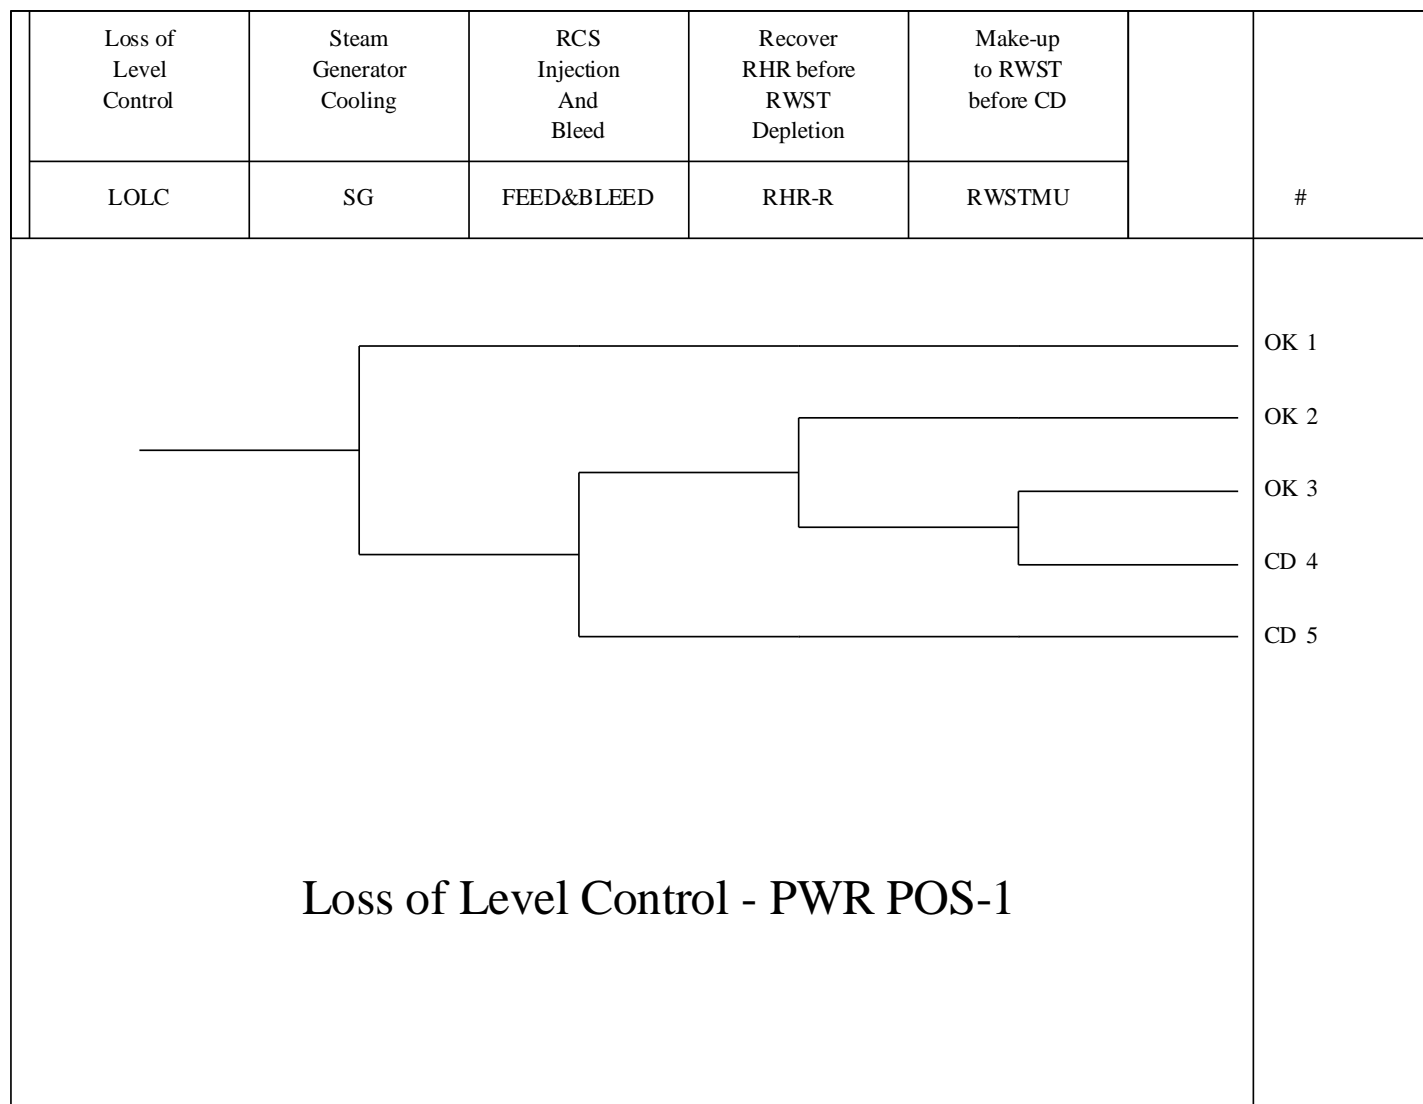 Loss of
Level
Control
Steam
Generator
Cooling
RCS
Injection
And
Bleed
Recover
RHR before
RWST
Depletion
Make-up
to RWST
before CD
LOLC
SG
FEED&BLEED
RHR-R
RWSTMU
#
OK 1
OK 2
OK 3
CD 4
CD 5
Loss of Level Control - PWR POS-1